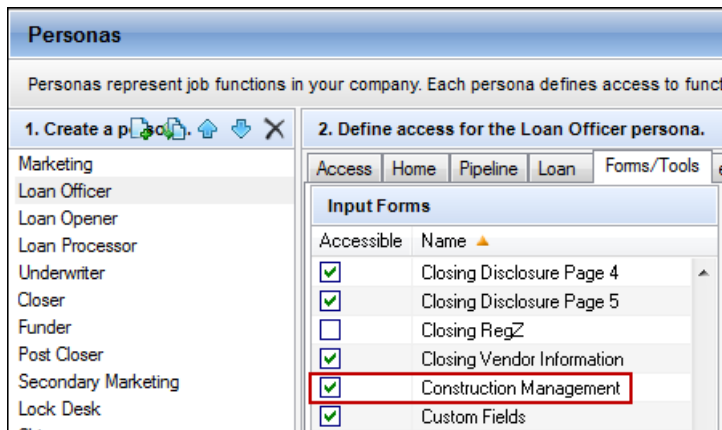 Personas
Personas represent job functions in your company. Each persona defines access to funct
1. Create a
2. Define access for the Loan Officer persona.
Marketing
Loan Officer
Loan Opener
Loan Processor
Underwriter
Closer
Funder
Post Closer
Secondary Marketing
Lock Desk
Access Home Pipeline Loan Forms/Tools
Input Forms
Accessible Name
Closing Disclosure Page 4
Closing Disclosure Page 5
Closing RegZ
Closing Vendor Information
Construction Management
Custom Fields